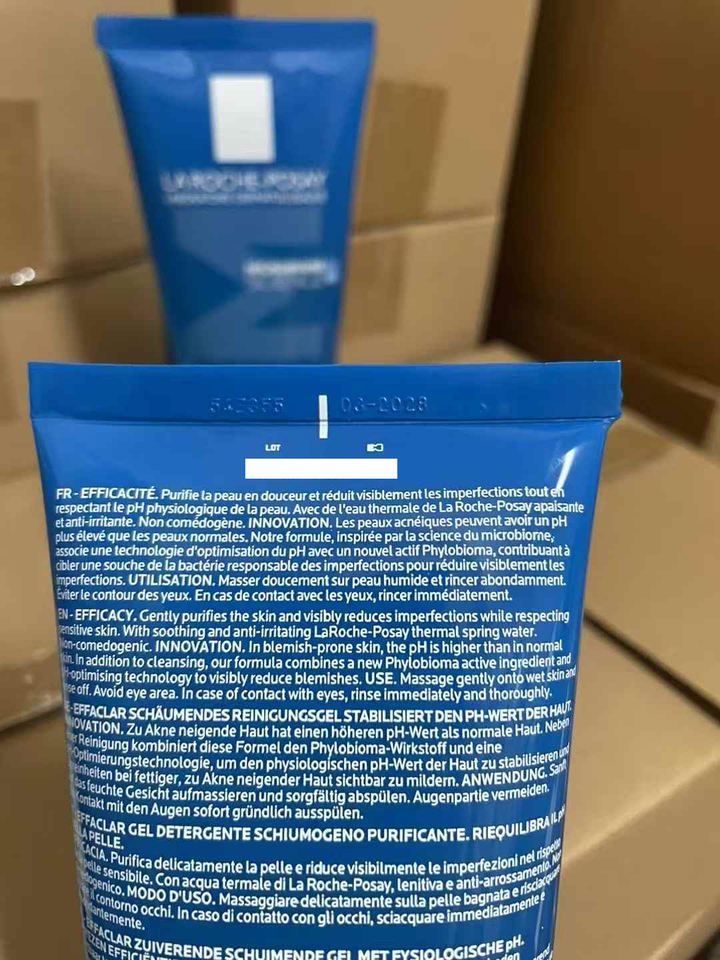 LA ROCHE-POSAY
03-2028
LOT
FR - EFFICACITÉ. Purifie la peau en douceur et réduit visiblement les imperfections tout en
respectant le pH physiologique de la peau. Avec de l'eau thermale de La Roche-Posay apaisante
et anti-irritante. Non comédogène. INNOVATION. Les peaux acnéiques peuvent avoir un pH
plus élevé que les peaux normales. Notre formule, inspirée par la science du microbiome,
associe une technologie d'optimisation du pH avec un nouvel actif Phylobioma, contribuant à
cibler une souche de la bactérie responsable des imperfections pour réduire visiblement les
imperfections. UTILISATION. Masser doucement sur peau humide et rincer abondamment.
Éviter le contour des yeux. En cas de contact avec les yeux, rincer immédiatement.
EN - EFFICACY. Gently purifies the skin and visibly reduces imperfections while respecting
sensitive skin. With soothing and anti-irritating LaRoche-Posay thermal spring water.
Non-comedogenic. INNOVATION. In blemish-prone skin, the pH is higher than in normal
skin. In addition to cleansing, our formula combines a new Phylobioma active ingredient and
pH-optimising technology to visibly reduce blemishes. USE. Massage gently onto wet skin and
rinse off. Avoid eye area. In case of contact with eyes, rinse immediately and thoroughly.
EFFACLAR SCHÄUMENDES REINIGUNGSGEL STABILISIERT DEN PH-WERT DER HAUT.
INNOVATION. Zu Akne neigende Haut hat einen höheren pH-Wert als normale Haut. Neben
der Reinigung kombiniert diese Formel den Phylobioma-Wirkstoff und eine
Optimierungstechnologie, um den physiologischen pH-Wert der Haut zu stabilisieren und
bei fettiger, zu Akne neigender Haut sichtbar zu mildern. ANWENDUNG. Sanft
das feuchte Gesicht aufmassieren und sorgfältig abspülen. Augenpartie vermeiden.
Kontakt mit den Augen sofort gründlich ausspülen.
EFFACLAR GEL DETERGENTE SCHIUMOGENO PURIFICANTE. RIEQUILIBRA IL pH
PELLE.
Purifica delicatamente la pelle e riduce visibilmente le imperfezioni nel rispetto
pelle sensibile. Con acqua termale di La Roche-Posay, lenitiva e anti-arrossamento.
MODO D'USO. Massaggiare delicatamente sulla pelle bagnata e risciacquare
il contorno occhi. In caso di contatto con gli occhi, sciacquare immediatamente e
EFFACLAR ZUIVERENDE SCHUIMENDE GEL MET FYSIOLOGISCHE pH.